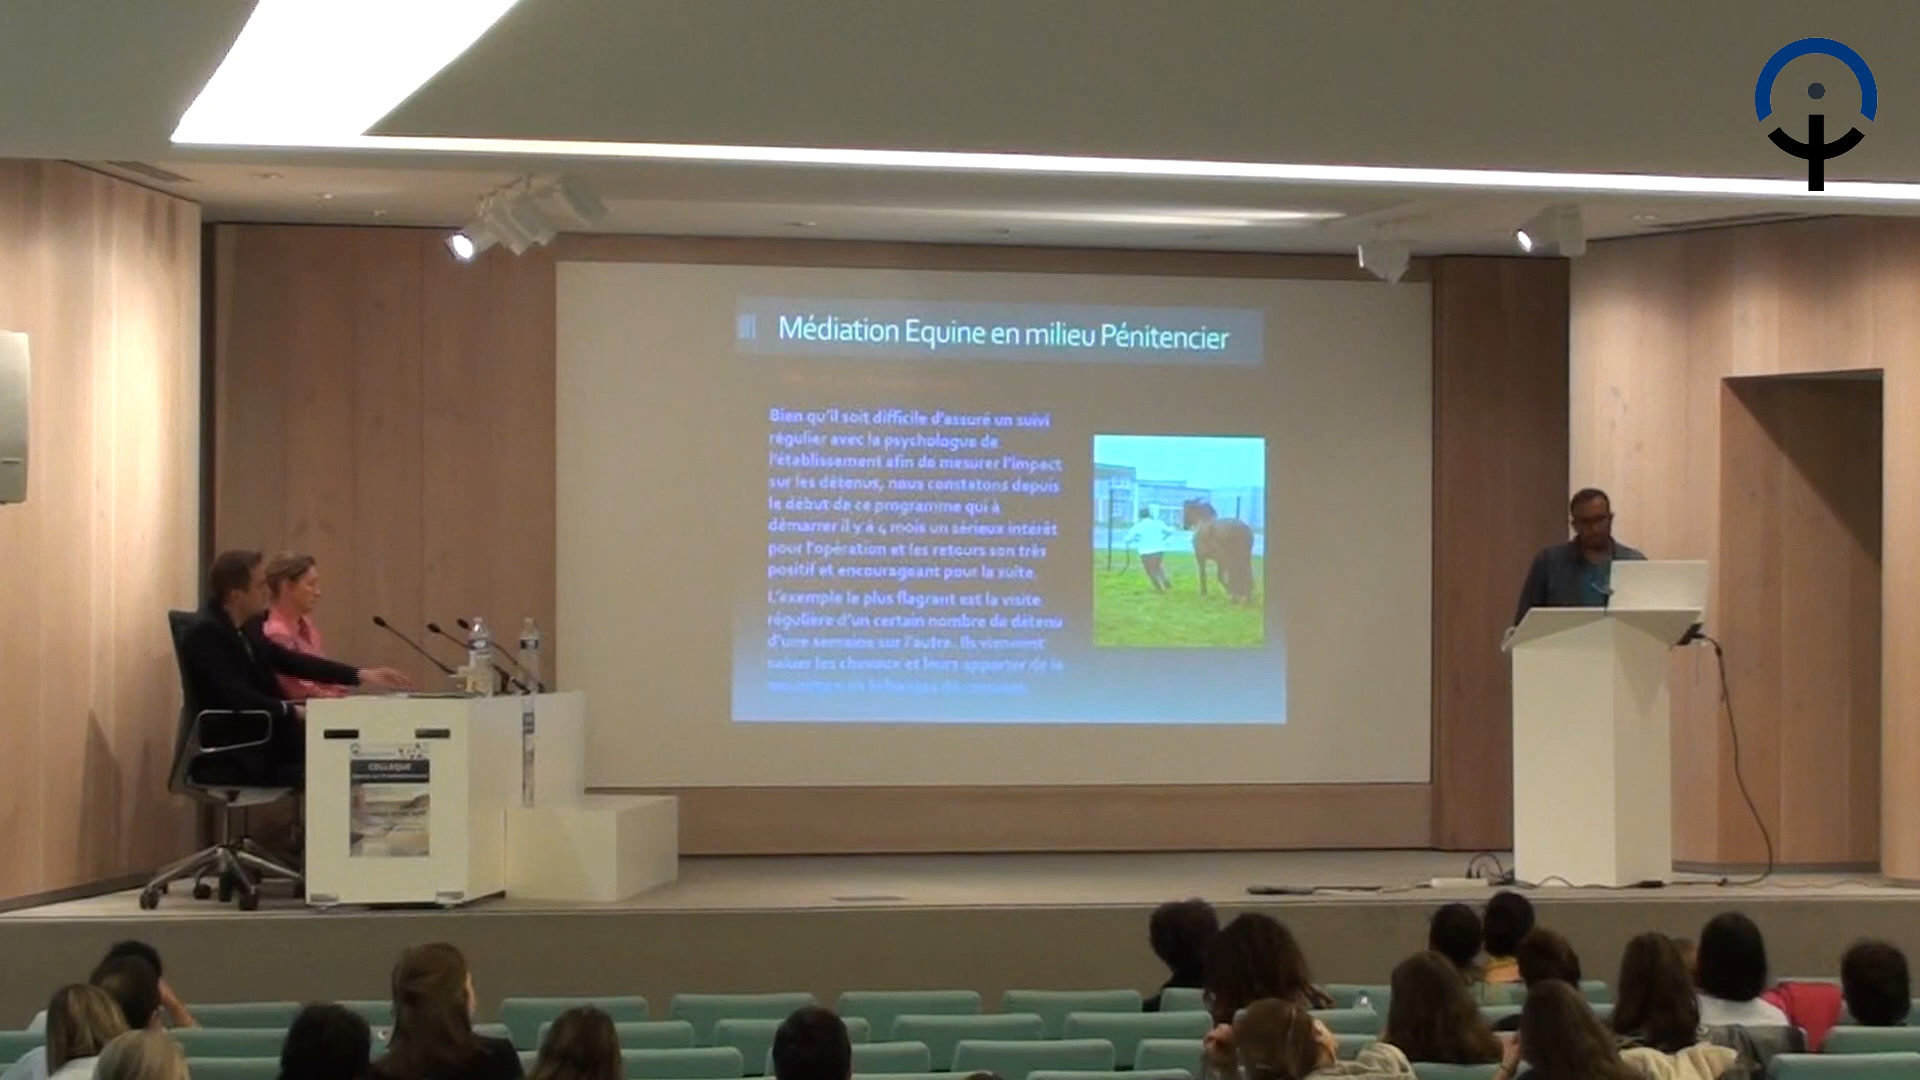 Médiation Equine en milieu Pénitencier
Bien qu'il soit difficile d'assuré un suivi
régulier avec la psychologue de
l'établissement afin de mesurer l'impact
sur les détenus, nous constatons depuis
le début de ce programme qui à
démarrer il y à 4 mois un sérieux intérêt
pour l'opération et les retours son très
positif et encourageant pour la suite.
L'exemple le plus flagrant est la visite
régulière d'un certain nombre de détenu
d'une semaine sur l'autre. Ils viennent
saluer les chevaux et leurs apporter de la
COLLOQUE